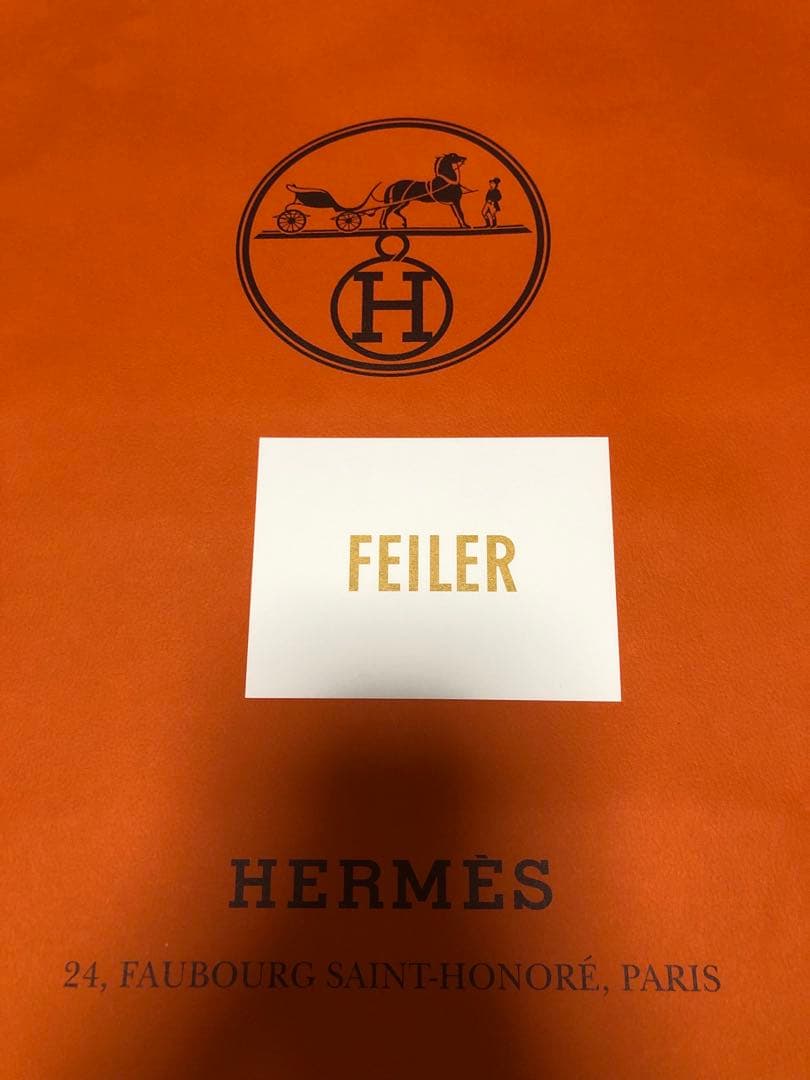 H
FEILER
HERMÈS
24, FAUBOURG SAINT-HONORÉ, PARIS